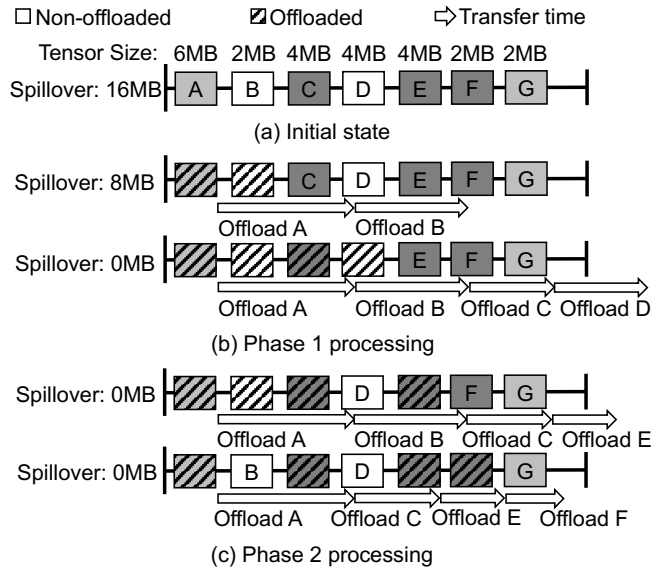 Non-offloaded Offloaded Transfer time
Tensor Size: 6MB 2MB 4MB 4MB 4MB 2MB 2MB
Spillover: 16MB A B C D E F G
(a) Initial state
Spillover: 8MB C D E F G
Offload A Offload B
Spillover: 0MB E F G
Offload A Offload B Offload C Offload D
(b) Phase 1 processing
Spillover: 0MB D F G
Offload A Offload B Offload C Offload E
Spillover: 0MB B D G
Offload A Offload C Offload E Offload F
(c) Phase 2 processing